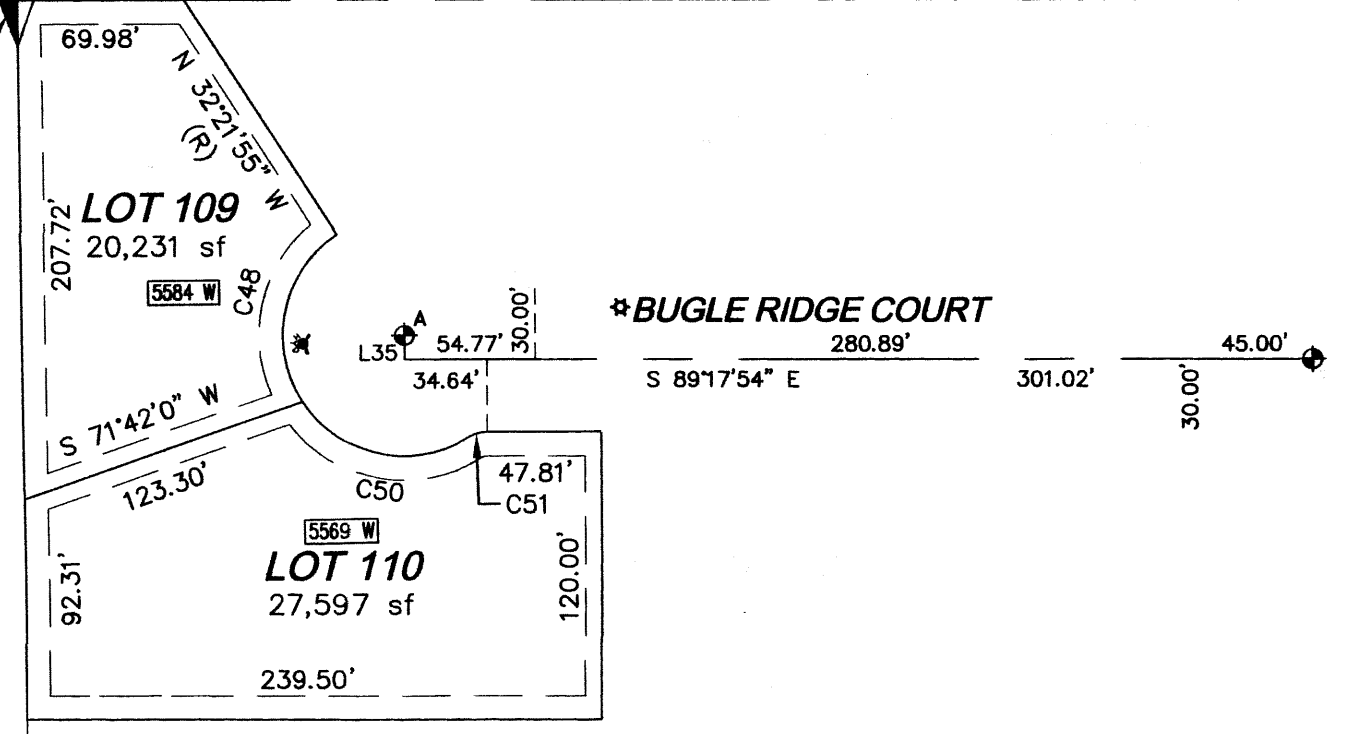 69.98'
N 32°21'55" W
(R)
207.72'
LOT 109
20,231 sf
5584 W
C48
S 71°42'0" W
A
L35
54.77'
34.64'
30.00'
✲BUGLE RIDGE COURT
280.89'
45.00'
S 89°17'54" E
301.02'
30.00'
123.30'
C50
47.81'
C51
5569 W
LOT 110
27,597 sf
92.31'
120.00'
239.50'